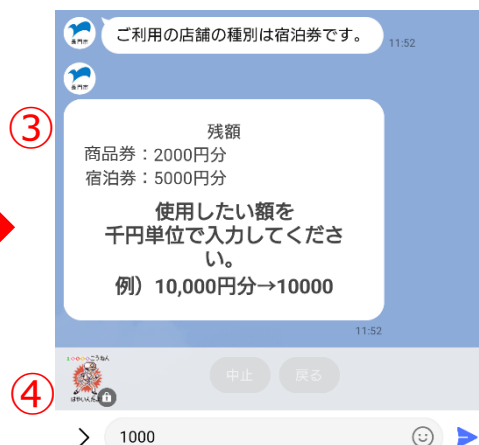 ご利用の店舗の種別は宿泊券です。
11:52
③
残額
商品券：2000円分
宿泊券：5000円分
使用したい額を
千円単位で入力してくださ
い。
例）10,000円分→10000
11:52
中止
戻る
④
1000